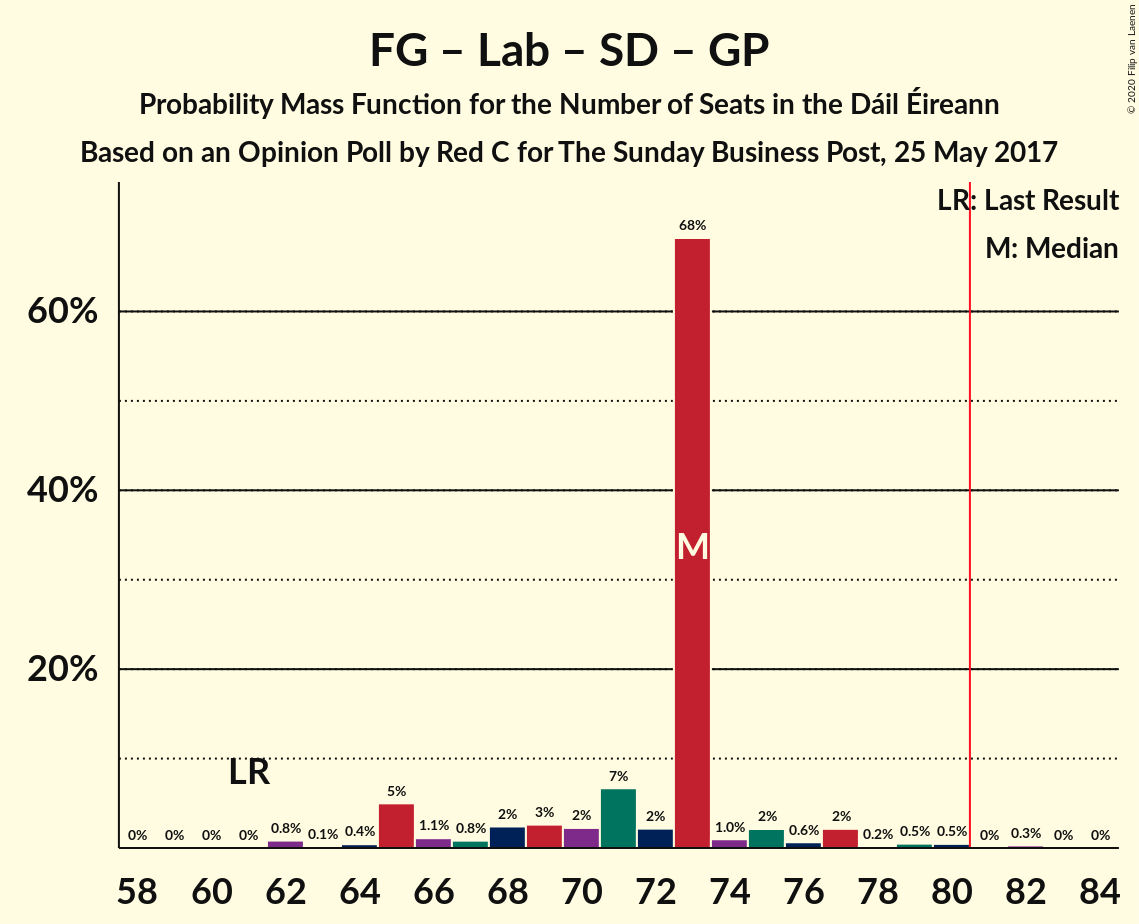 FG – Lab – SD – GP
Probability Mass Function for the Number of Seats in the Dáil Éireann
Based on an Opinion Poll by Red C for The Sunday Business Post, 25 May 2017
© 2020 Filip van Laenen
LR: Last Result
M: Median
60%
40%
20%
0% 0% 0% 0% 0.8% 0.1% 0.4% 5% 1.1% 0.8% 2% 3% 2% 7% 2% 68% 1.0% 2% 0.6% 2% 0.2% 0.5% 0.5% 0% 0.3% 0% 0%
LR
M
58 60 62 64 66 68 70 72 74 76 78 80 82 84